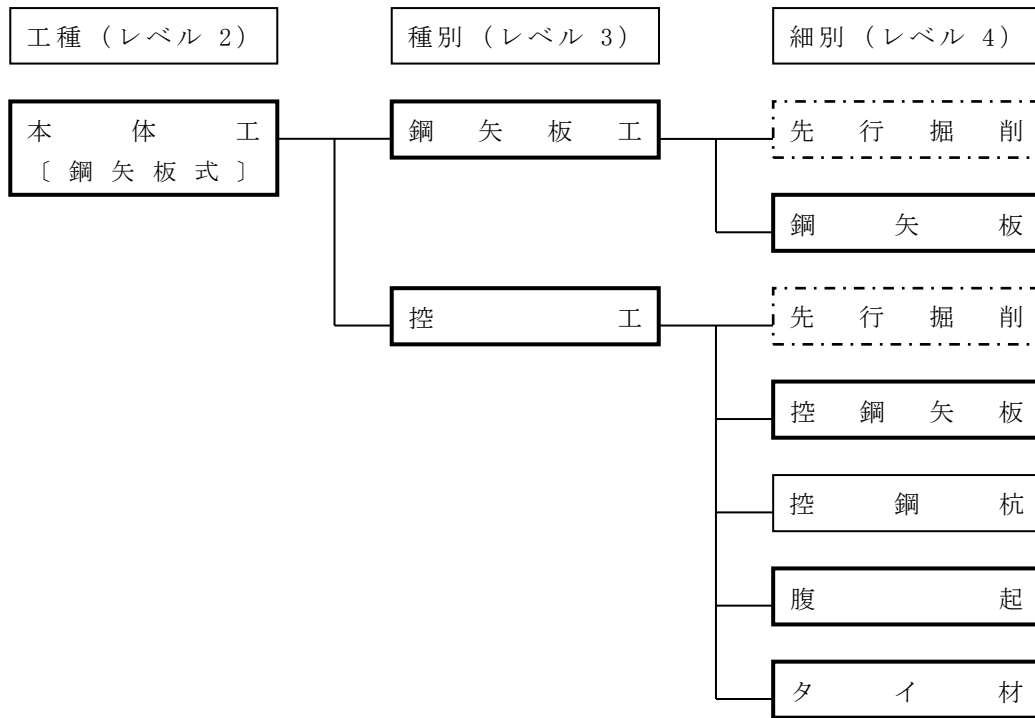 工種（レベル 2）
種別（レベル 3）
細別（レベル 4）
本体工
〔鋼矢板式〕
鋼矢板工
先行掘削
鋼矢板
控工
先行掘削
控鋼矢板
控鋼杭
腹起
タイ材